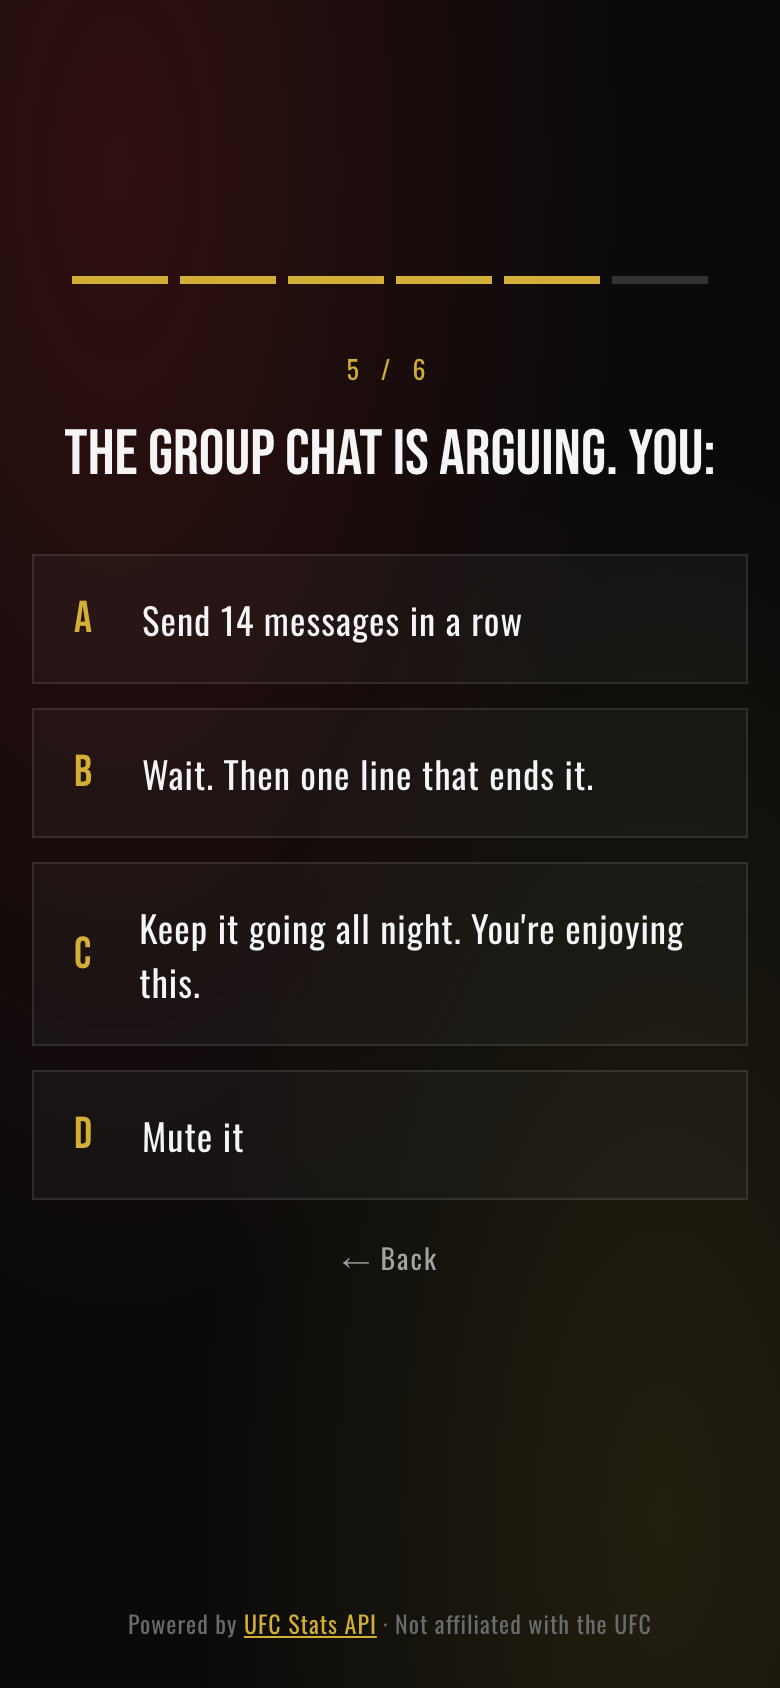 5 / 6
THE GROUP CHAT IS ARGUING. YOU:
A Send 14 messages in a row
B Wait. Then one line that ends it.
C Keep it going all night. You're enjoying
this.
D Mute it
← Back
Powered by UFC Stats API · Not affiliated with the UFC